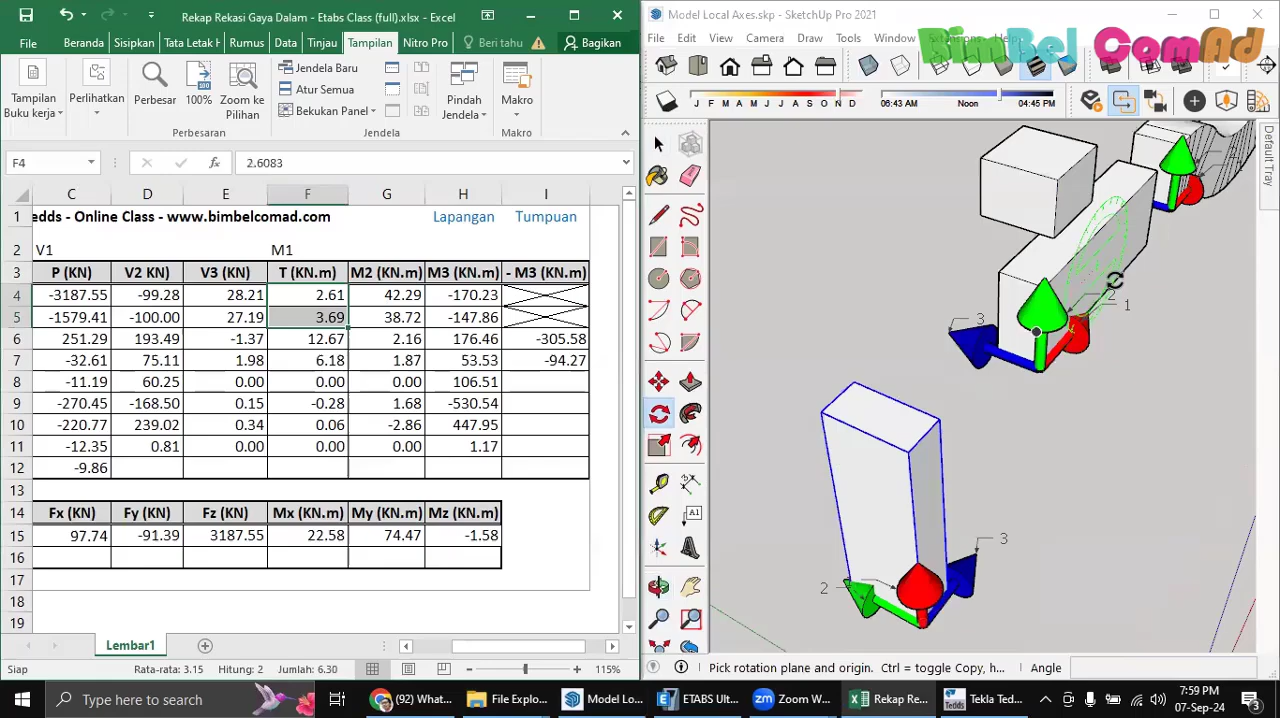 Rekap Rekasi Gaya Dalam - Etabs Class (full).xlsx - Excel
File Beranda Sisipkan Tata Letak H Rumus Data Tinjau Tampilan Nitro Pro Beri tahu Bagikan
Tampilan Buku kerja
Perlihatkan
Perbesar
100%
Zoom ke Pilihan
Jendela Baru
Atur Semua
Bekukan Panel
Pindah Jendela
Makro
Perbesaran Jendela Makro
F4 fx 2.6083
C D E F G H I
1 edds - Online Class - www.bimbelcomad.com Lapangan Tumpuan
2 V1 M1
3 P (KN) V2 KN) V3 (KN) T (KN.m) M2 (KN.m) M3 (KN.m) - M3 (KN.m)
4 -3187.55 -99.28 28.21 2.61 42.29 -170.23
5 -1579.41 -100.00 27.19 3.69 38.72 -147.86
6 251.29 193.49 -1.37 12.67 2.16 176.46 -305.58
7 -32.61 75.11 1.98 6.18 1.87 53.53 -94.27
8 -11.19 60.25 0.00 0.00 0.00 106.51
9 -270.45 -168.50 0.15 -0.28 1.68 -530.54
10 -220.77 239.02 0.34 0.06 -2.86 447.95
11 -12.35 0.81 0.00 0.00 0.00 1.17
12 -9.86
13
14 Fx (KN) Fy (KN) Fz (KN) Mx (KN.m) My (KN.m) Mz (KN.m)
15 97.74 -91.39 3187.55 22.58 74.47 -1.58
16
17
18
19
Lembar1
Siap Rata-rata: 3.15 Hitung: 2 Jumlah: 6.30 115%
Model Local Axes.skp - SketchUp Pro 2021
File Edit View Camera Draw Tools Window Extensions Help
BimBel ComAd
J F M A M J J A S O N D 06:43 AM Noon 04:45 PM
Default Tray
3
2
1
2
3
A1
Pick rotation plane and origin. Ctrl = toggle Copy, h... Angle
Type here to search
(92) What...
File Explo...
Model Lo...
ETABS Ult...
Zoom W...
Rekap Re...
Tekla Ted...
7:59 PM
07-Sep-24
3